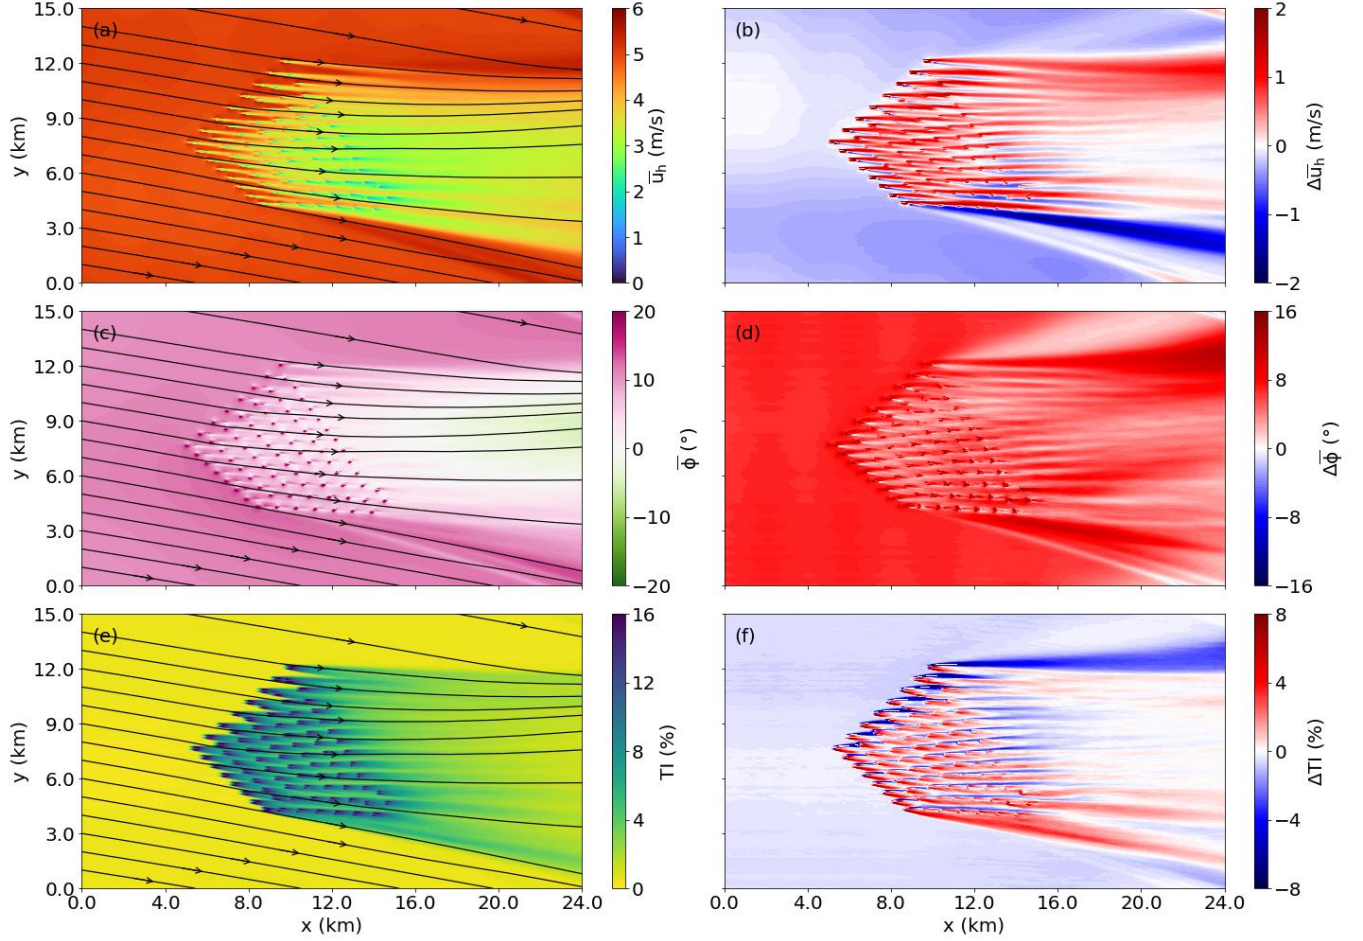 (a)
15.0
12.0
9.0
6.0
3.0
0.0
y (km)
6
5
4
3
2
1
0
u̅ₕ (m/s)
(b)
2
1
0
−1
−2
Δu̅ₕ (m/s)
(c)
15.0
12.0
9.0
6.0
3.0
0.0
y (km)
20
10
0
−10
−20
ϕ̅ (°)
(d)
16
8
0
−8
−16
Δϕ̅ (°)
(e)
15.0
12.0
9.0
6.0
3.0
0.0
y (km)
0.0 4.0 8.0 12.0 16.0 20.0 24.0
x (km)
16
12
8
4
0
TI (%)
(f)
0.0 4.0 8.0 12.0 16.0 20.0 24.0
x (km)
8
4
0
−4
−8
ΔTI (%)